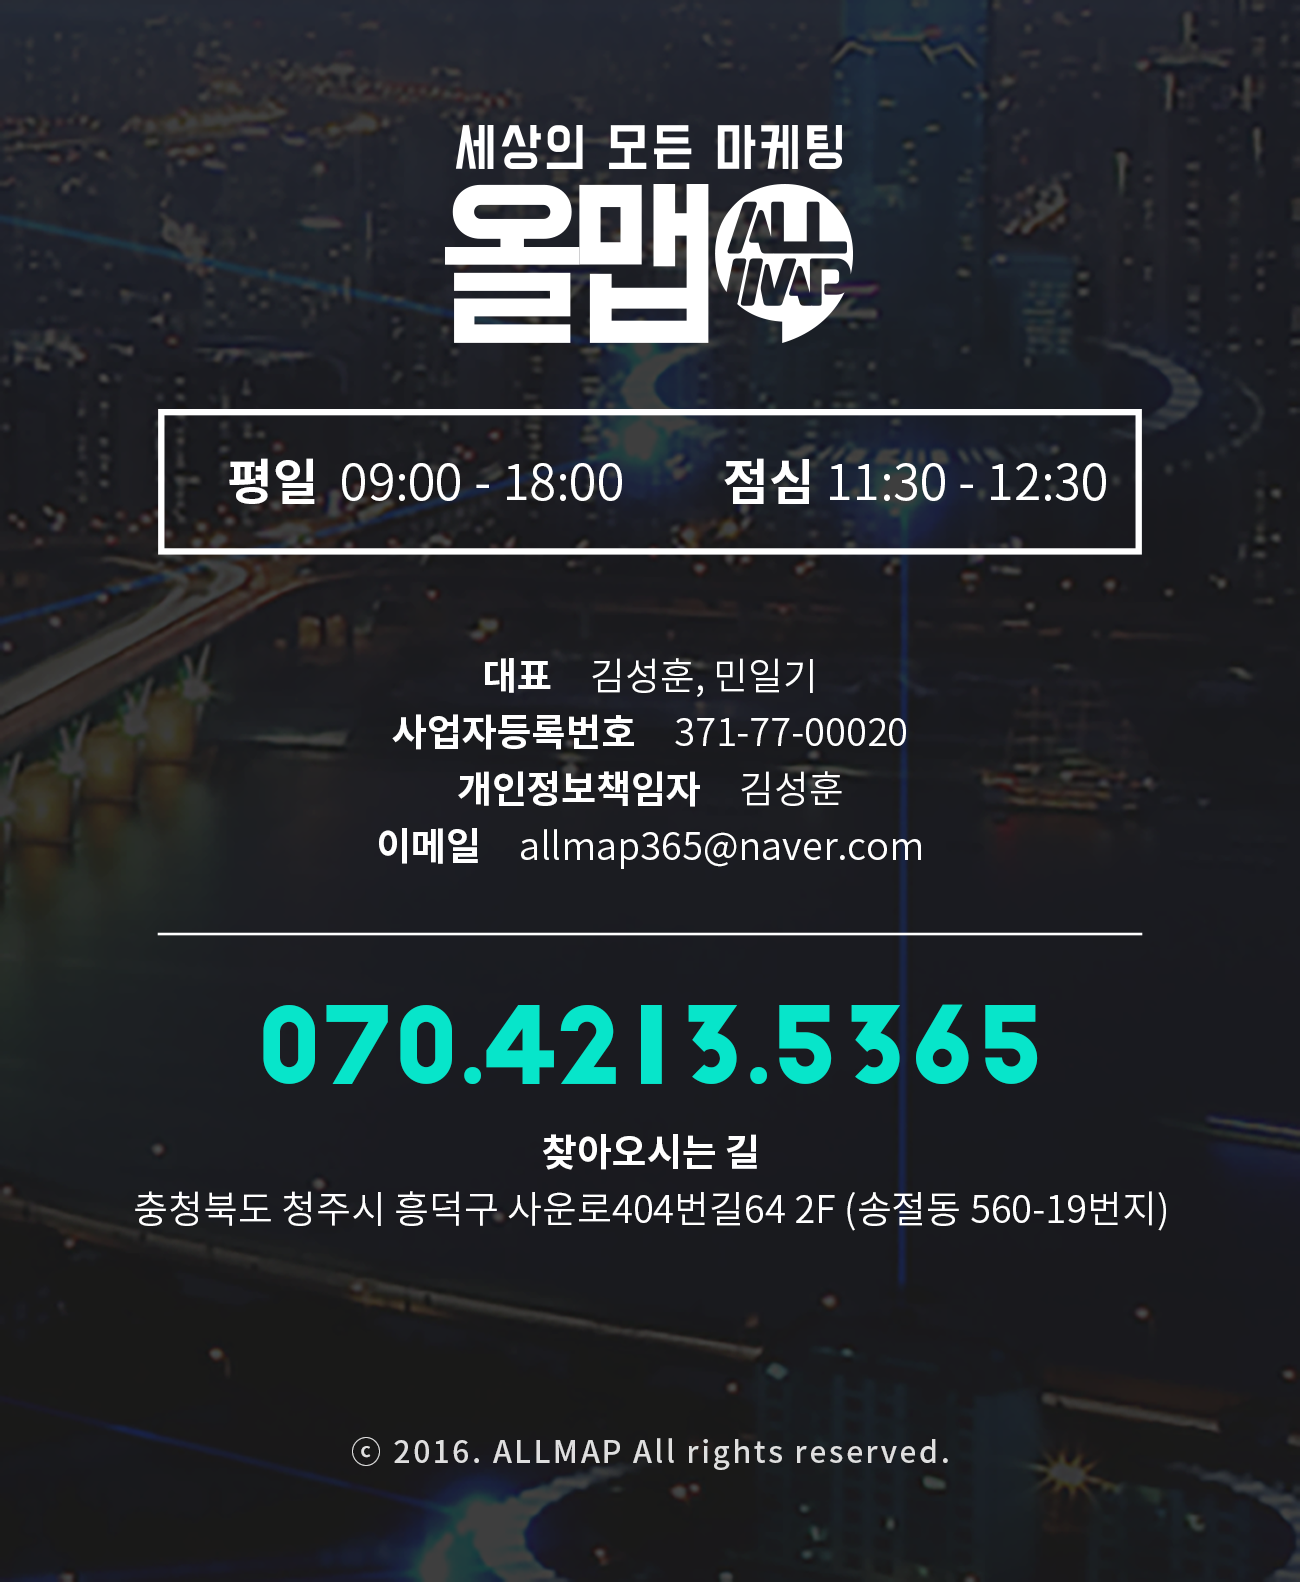 세상의 모든 마케팅
올맵 ALL MAP
평일 09:00 - 18:00 점심 11:30 - 12:30
대표 김성훈, 민일기
사업자등록번호 371-77-00020
개인정보책임자 김성훈
이메일 allmap365@naver.com
070.4213.5365
찾아오시는 길
충청북도 청주시 흥덕구 사운로404번길64 2F (송절동 560-19번지)
ⓒ 2016. ALLMAP All rights reserved.